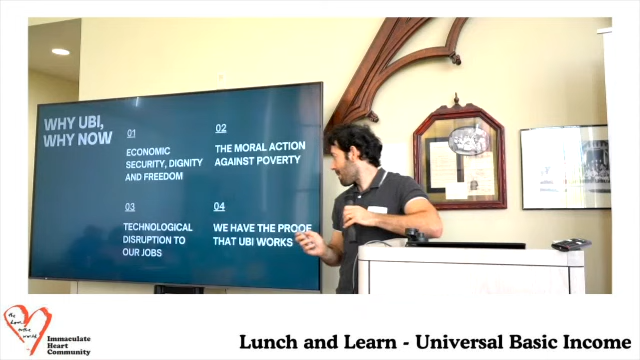 WHY UBI,
WHY NOW
01
ECONOMIC
SECURITY, DIGNITY
AND FREEDOM
02
THE MORAL ACTION
AGAINST POVERTY
03
TECHNOLOGICAL
DISRUPTION TO
OUR JOBS
04
WE HAVE THE PROOF
THAT UBI WORKS
Immaculate
Heart
Community
Lunch and Learn - Universal Basic Income